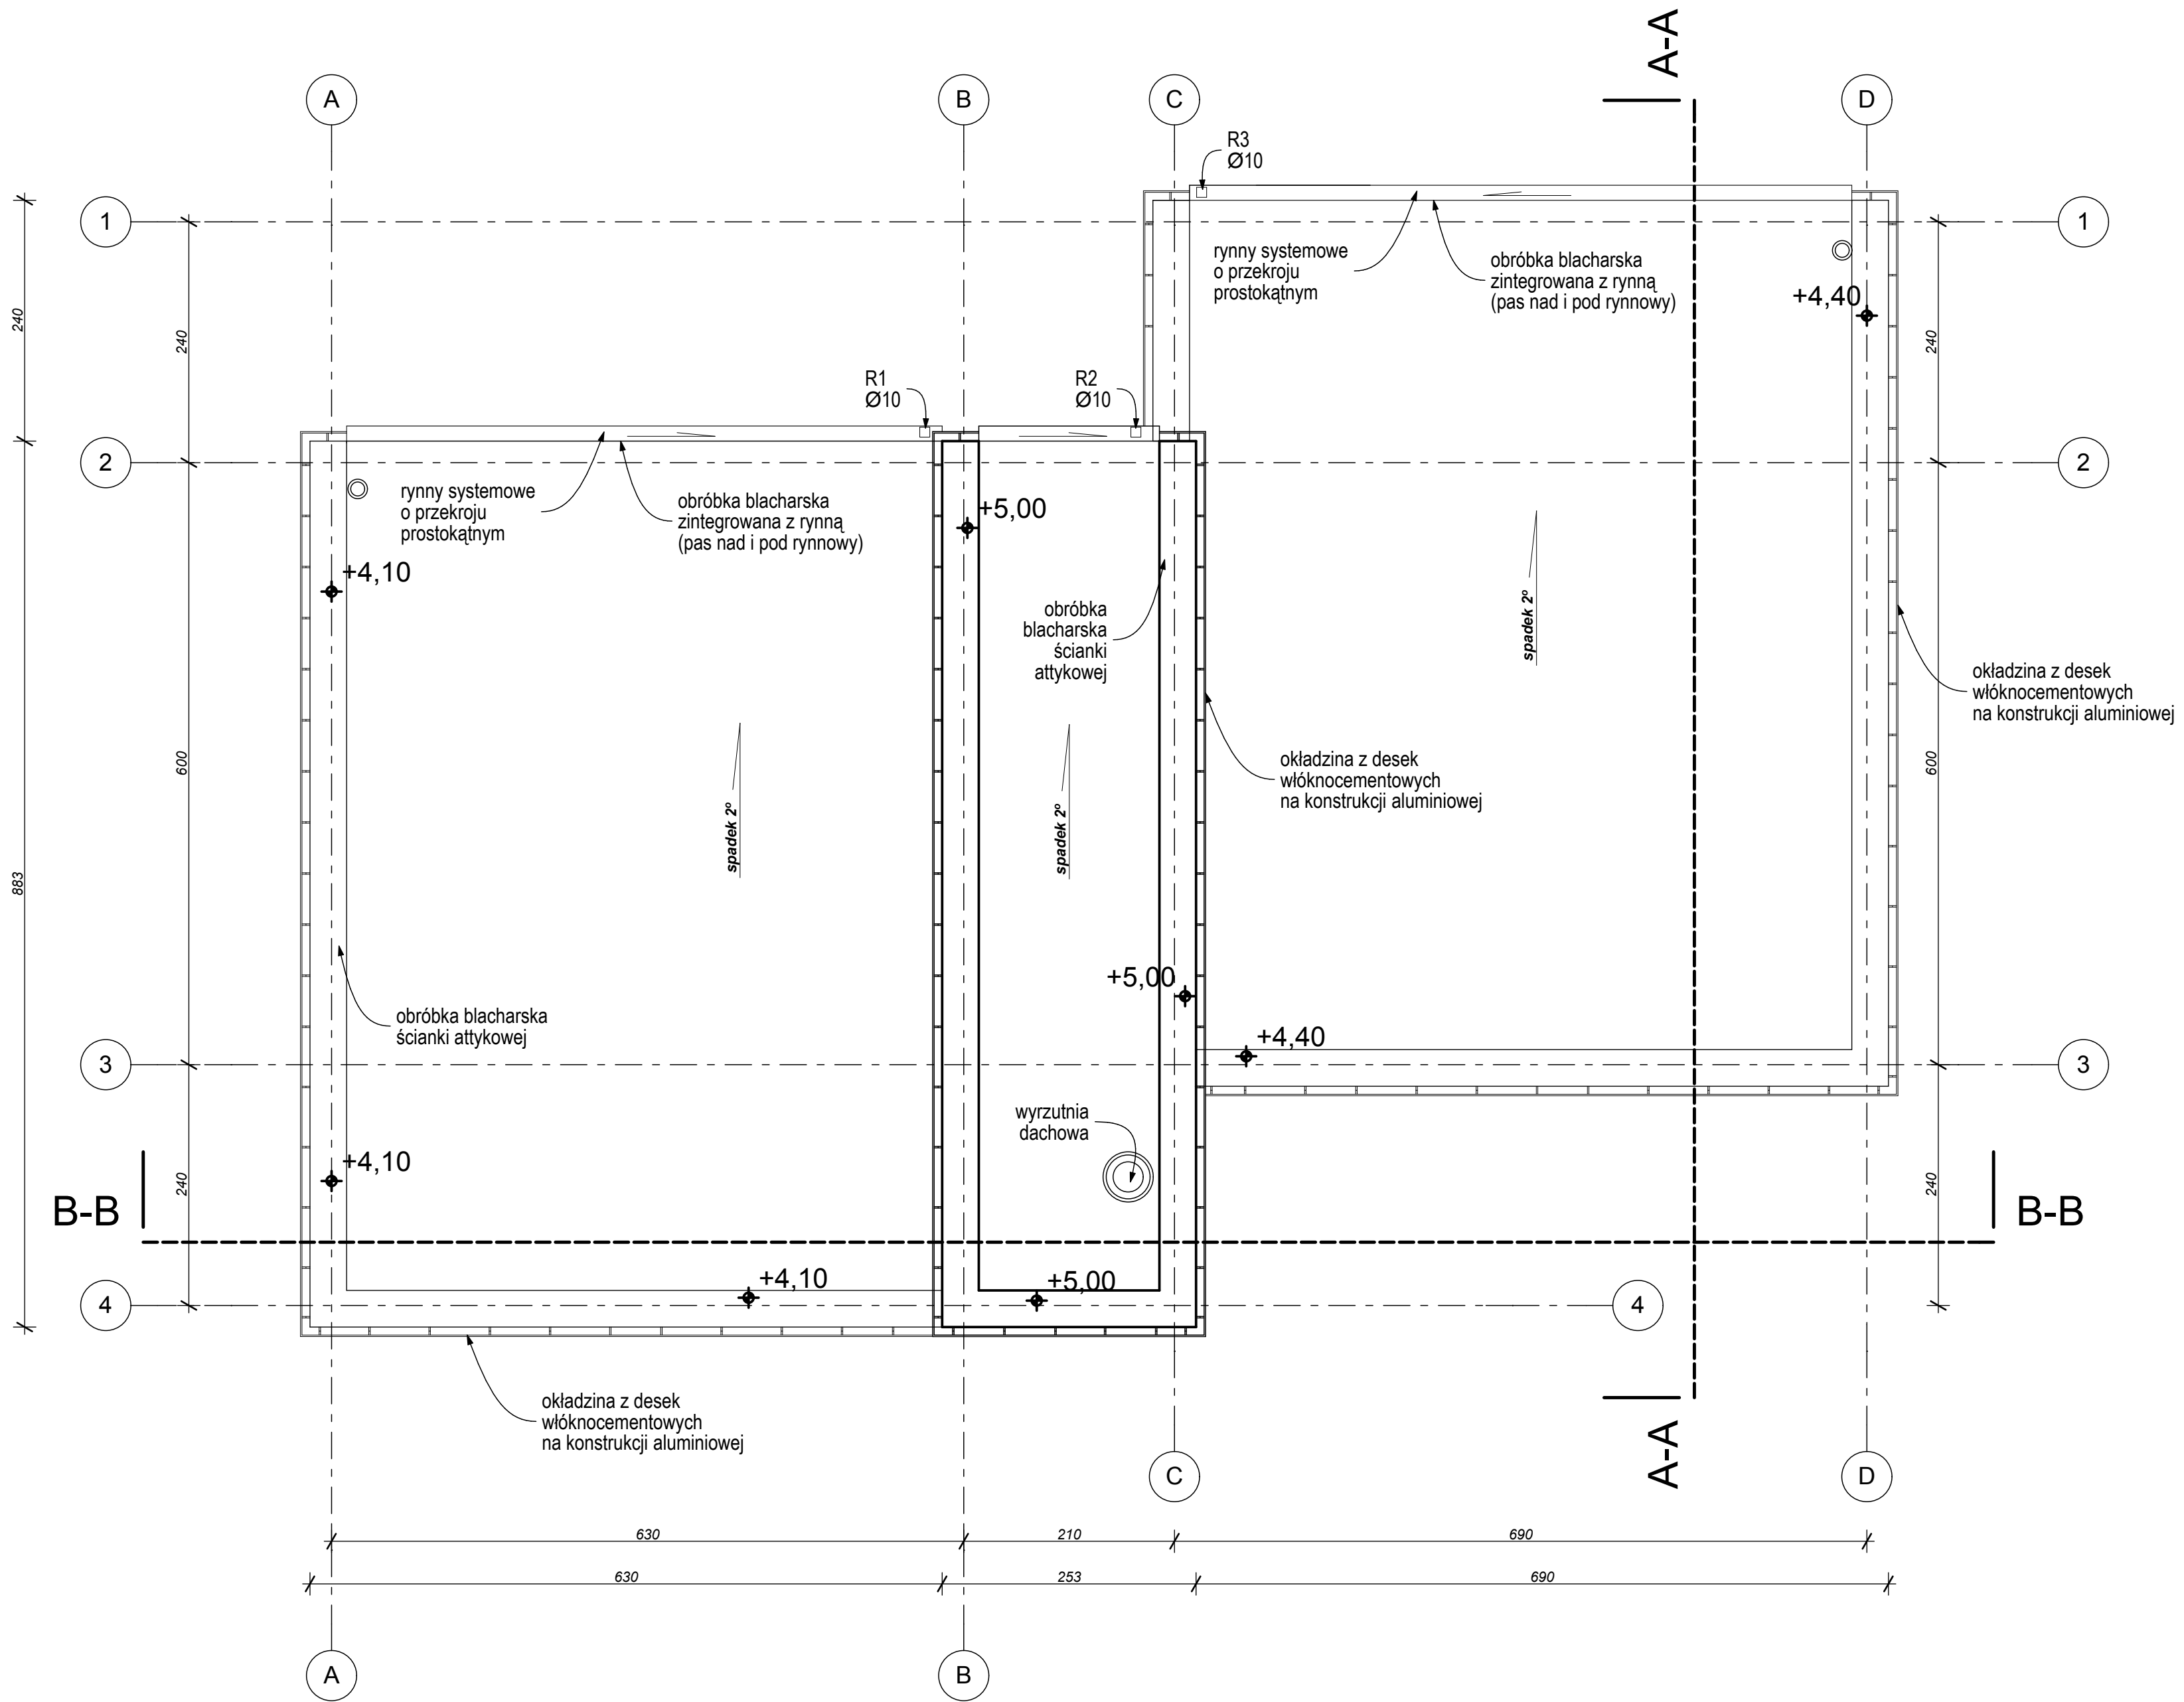 A-A
A
B
C
D
R3
Ø10
1
1
rynny systemowe
o przekroju
prostokątnym
obróbka blacharska
zintegrowana z rynną
(pas nad i pod rynnowy)
+4,40
240
240
240
R1
Ø10
R2
Ø10
2
2
rynny systemowe
o przekroju
prostokątnym
obróbka blacharska
zintegrowana z rynną
(pas nad i pod rynnowy)
+5,00
+4,10
obróbka
blacharska
ścianki
attykowej
spadek 2º
okładzina z desek
włóknocementowych
na konstrukcji aluminiowej
okładzina z desek
włóknocementowych
na konstrukcji aluminiowej
600
600
spadek 2º
spadek 2º
883
+5,00
obróbka blacharska
ścianki attykowej
+4,40
3
3
wyrzutnia
dachowa
+4,10
240
240
B-B
B-B
+4,10
+5,00
4
4
okładzina z desek
włóknocementowych
na konstrukcji aluminiowej
A-A
C
D
630
210
690
630
253
690
A
B